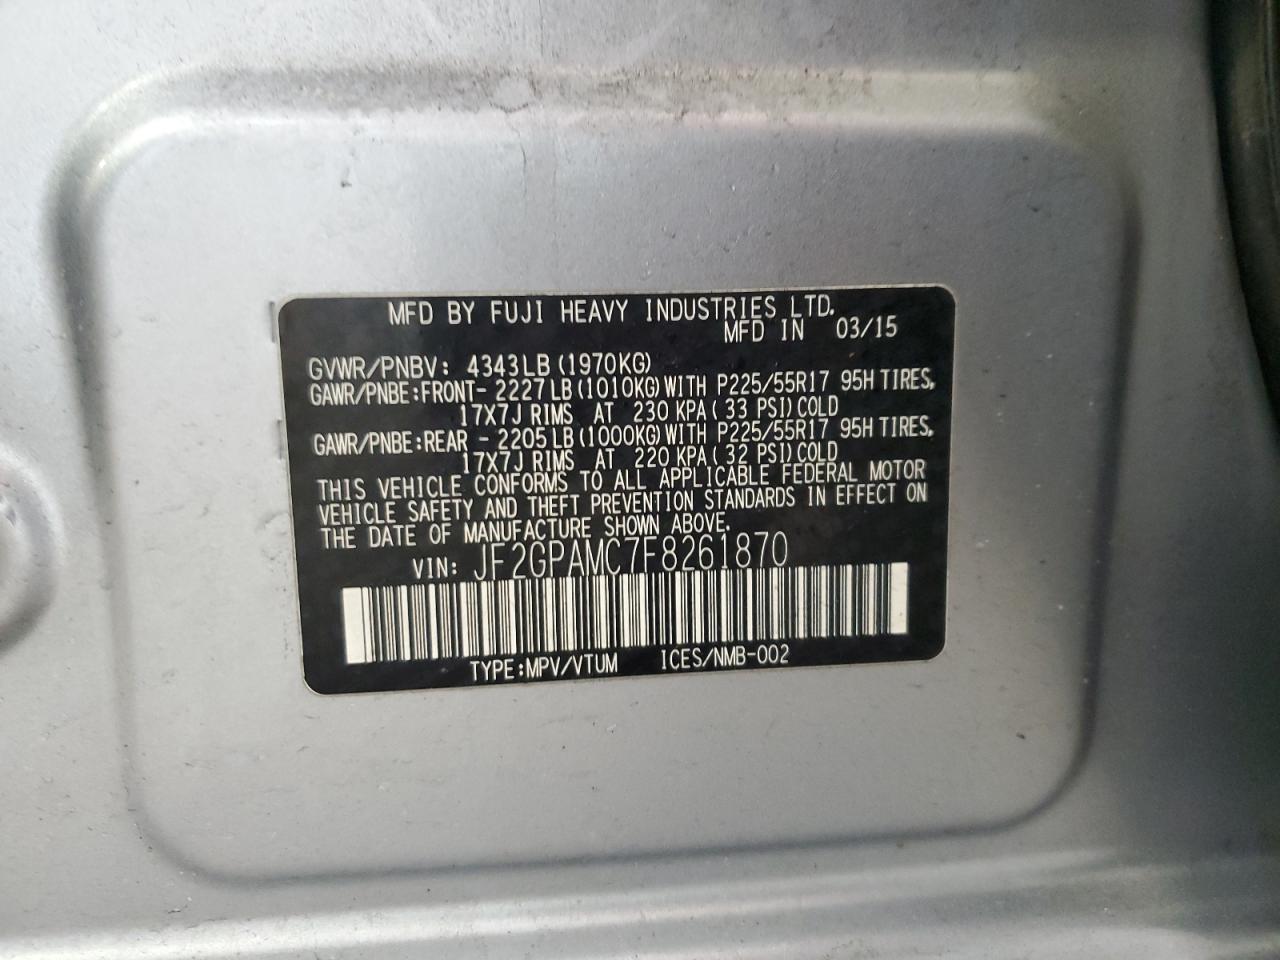 MFD BY FUJI HEAVY INDUSTRIES LTD.
MFD IN 03/15
GVWR/PNBV: 4343LB (1970KG)
GAWR/PNBE:FRONT- 2227LB (1010KG) WITH P225/55R17 95H TIRES,
17X7J RIMS AT 230 KPA ( 33 PSI) COLD
GAWR/PNBE:REAR - 2205LB (1000KG) WITH P225/55R17 95H TIRES,
17X7J RIMS AT 220 KPA ( 32 PSI) COLD
THIS VEHICLE CONFORMS TO ALL APPLICABLE FEDERAL MOTOR
VEHICLE SAFETY AND THEFT PREVENTION STANDARDS IN EFFECT ON
THE DATE OF MANUFACTURE SHOWN ABOVE.
VIN: JF2GPAMC7F8261870
TYPE:MPV/VTUM ICES/NMB-002